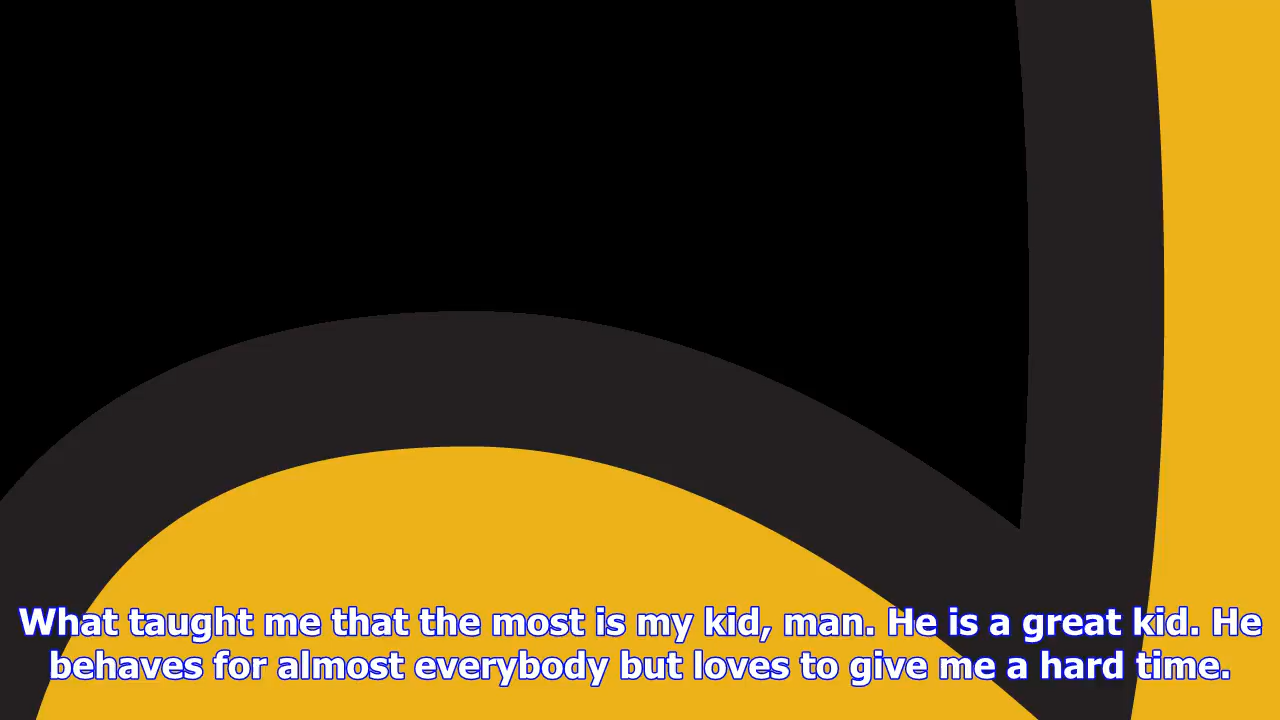 What taught me that the most is my kid, man. He is a great kid. He
behaves for almost everybody but loves to give me a hard time.